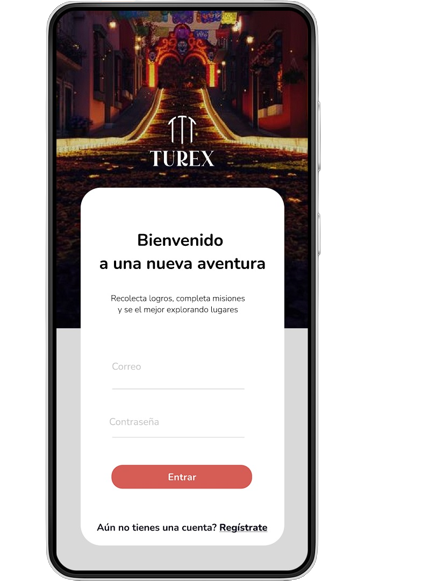 TUREX
Bienvenido
a una nueva aventura
Recolecta logros, completa misiones
y se el mejor explorando lugares
Correo
Contraseña
Entrar
Aún no tienes una cuenta? Regístrate